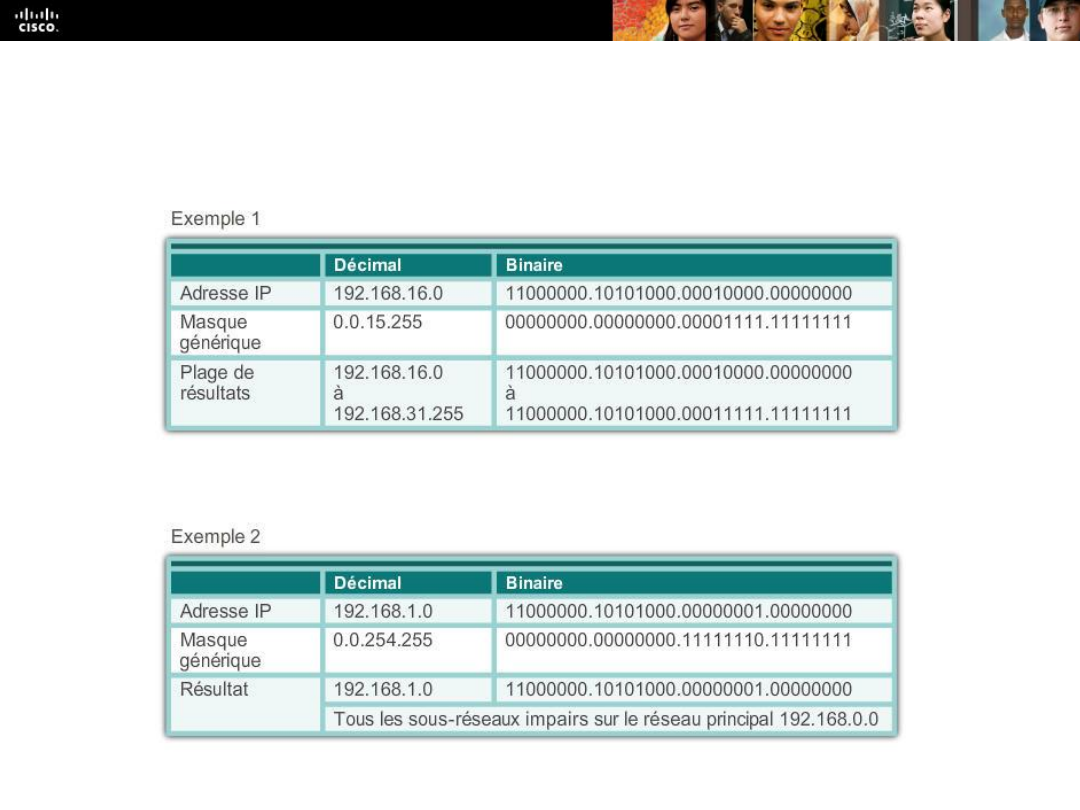 cisco.
Exemple 1
Décimal Binaire
Adresse IP 192.168.16.0 11000000.10101000.00010000.00000000
Masque générique 0.0.15.255 00000000.00000000.00001111.11111111
Plage de résultats 192.168.16.0 11000000.10101000.00010000.00000000
à à
192.168.31.255 11000000.10101000.00011111.11111111
Exemple 2
Décimal Binaire
Adresse IP 192.168.1.0 11000000.10101000.00000001.00000000
Masque générique 0.0.254.255 00000000.00000000.11111110.11111111
Résultat 192.168.1.0 11000000.10101000.00000001.00000000
Tous les sous-réseaux impairs sur le réseau principal 192.168.0.0